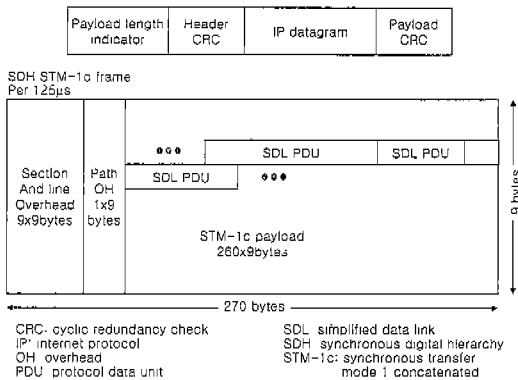 Payload length indicator
Header CRC
IP datagram
Payload CRC
SDH STM-1c frame
Per 125μs
Section And line Overhead 9x9bytes
Path OH 1x9 bytes
SDL PDU
SDL PDU
SDL PDU
STM-1c payload
260x9bytes
9 bytes
270 bytes
CRC: cyclic redundancy check
IP: internet protocol
OH overhead
PDU protocol data unit
SDL simplified data link
SDH synchronous digital hierarchy
STM-1c: synchronous transfer
mode 1 concatenated